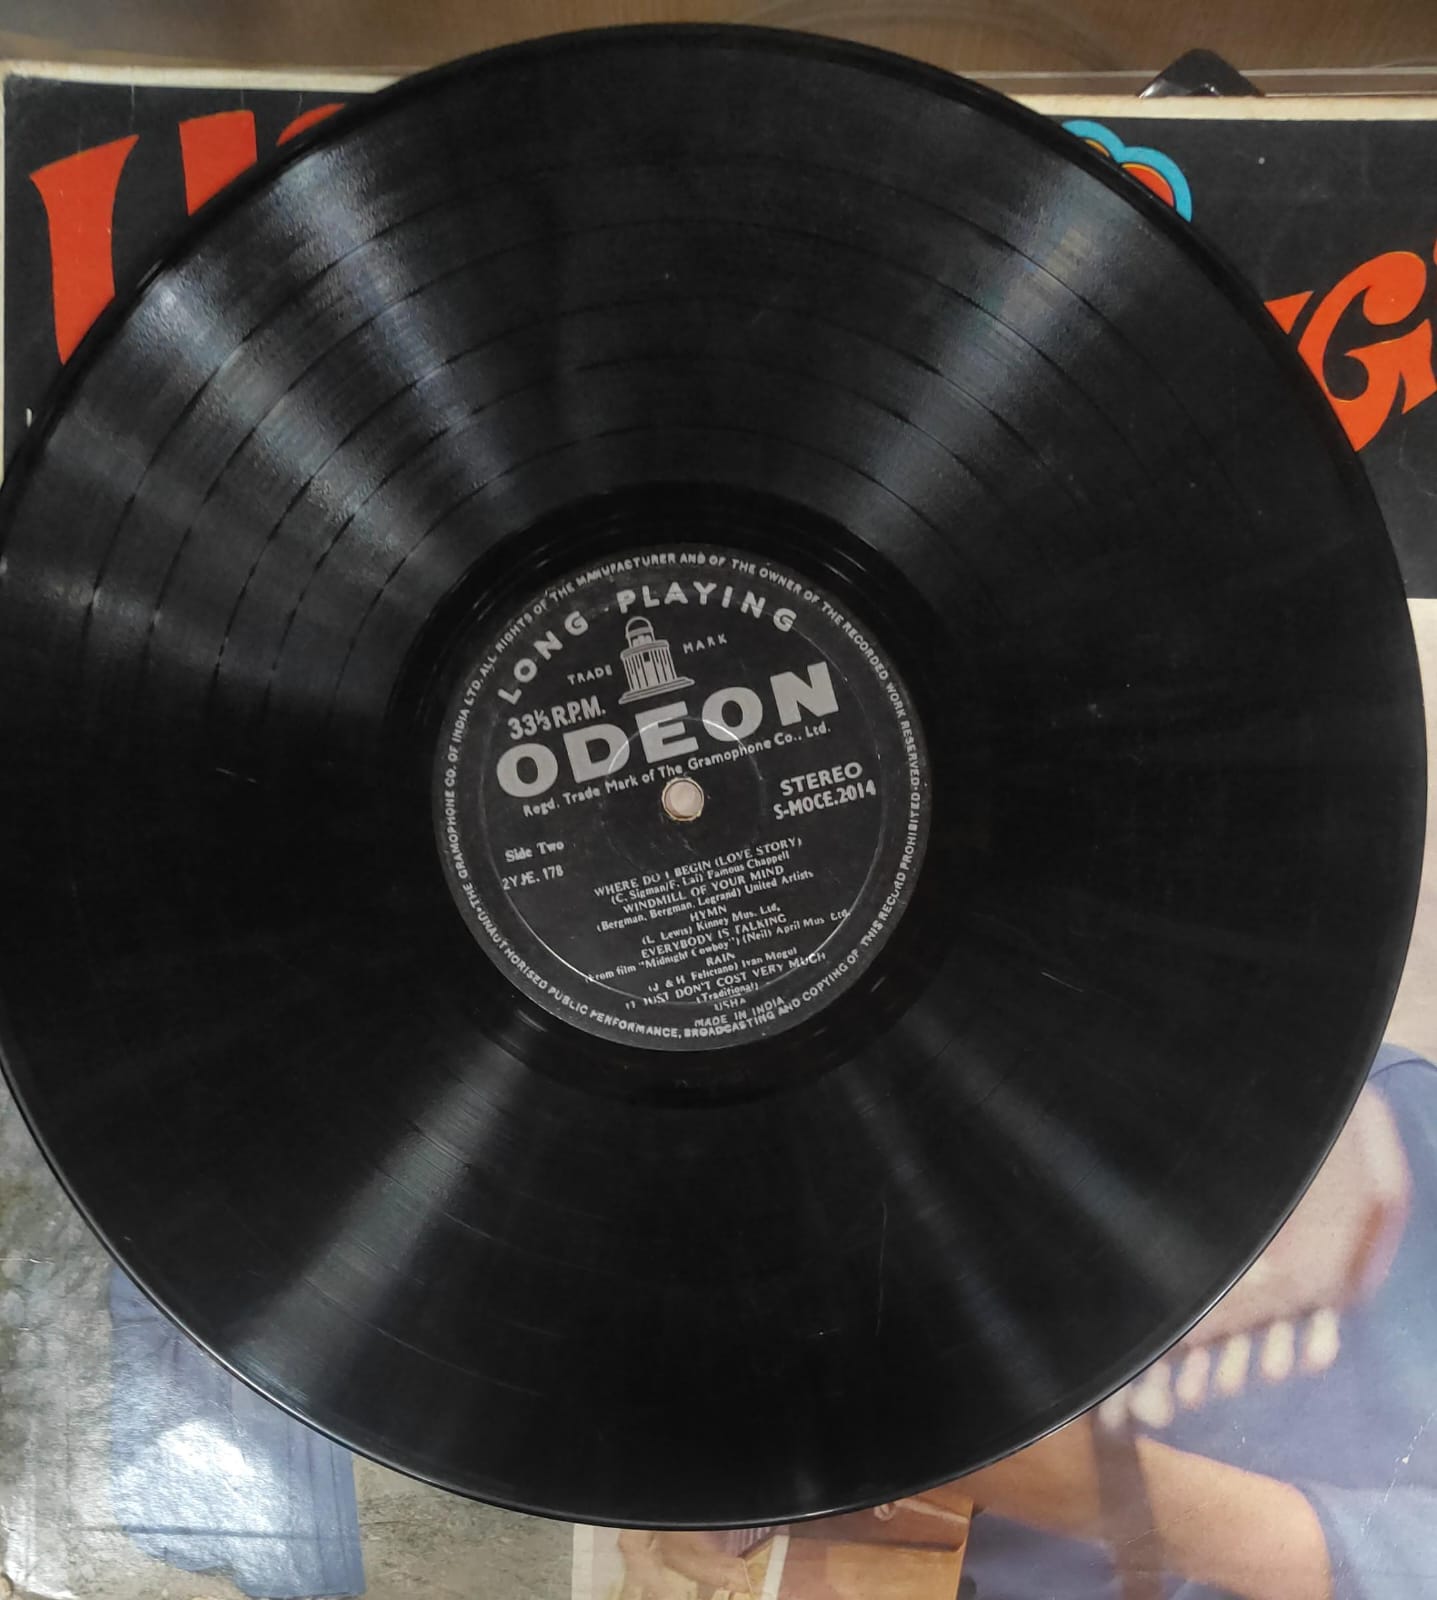 LONG PLAYING
TRADE MARK
33⅓ R.P.M.
ODEON
Regd. Trade Mark of The Gramophone Co., Ltd.
STEREO
S-MOCE.2014
Side Two
2YJE. 178
WHERE DO I BEGIN (LOVE STORY)
(C. Sigman/F. Lai) Famous Chappell
WINDMILL OF YOUR MIND
(Bergman, Bergman, Legrand) United Artists
HYMN
(L. Lewis) Kinney Mus. Ltd.
EVERYBODY IS TALKING
(From film "Midnight Cowboy") (Neil) April Mus Ltd.
RAIN
(J & H Feliciano) Ivan Mogul
IT JUST DON'T COST VERY MUCH
(Traditional)
USHA
MADE IN INDIA
THE GRAMOPHONE CO. OF INDIA LTD. ALL RIGHTS OF THE MANUFACTURER AND OF THE OWNER OF THE RECORDED WORK RESERVED. UNAUTHORISED PUBLIC PERFORMANCE, BROADCASTING AND COPYING OF THIS RECORD PROHIBITED